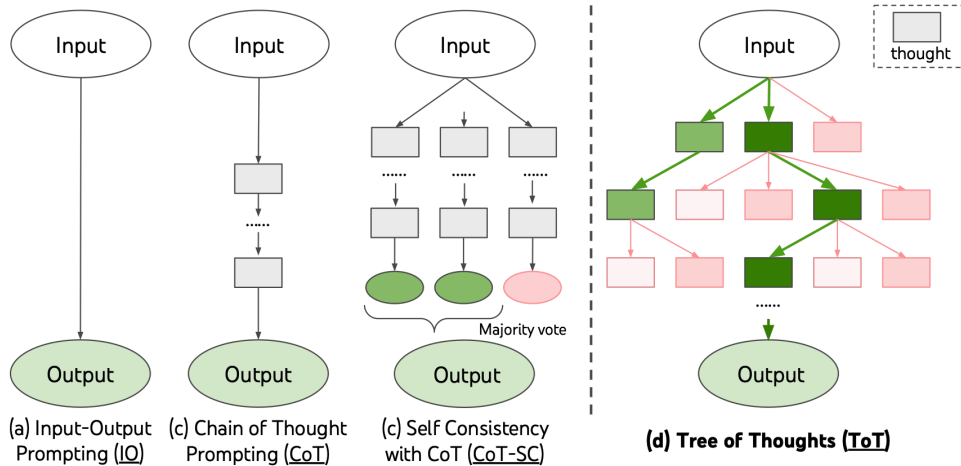 Input
Input
Input
Input
thought
......
......
......
......
......
Majority vote
Output
Output
Output
Output
(a) Input-Output
Prompting (IO)
(c) Chain of Thought
Prompting (CoT)
(c) Self Consistency
with CoT (CoT-SC)
(d) Tree of Thoughts (ToT)